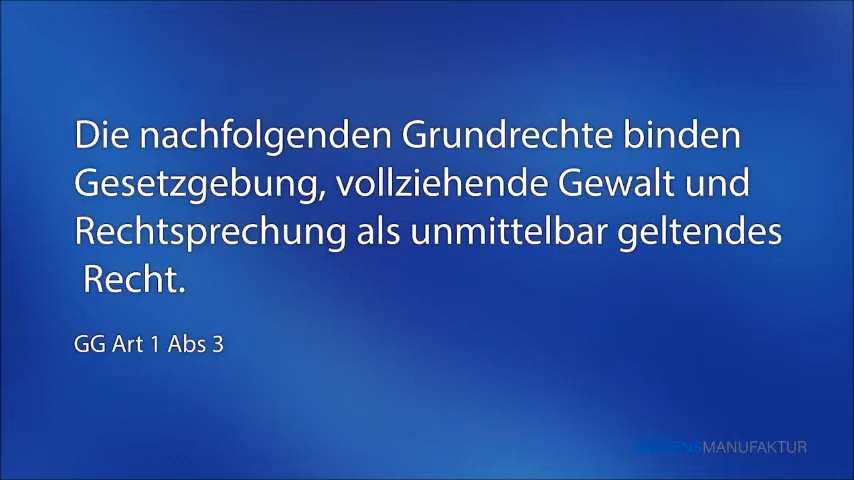 Die nachfolgenden Grundrechte binden
Gesetzgebung, vollziehende Gewalt und
Rechtsprechung als unmittelbar geltendes
Recht.
GG Art 1 Abs 3
MANUFAKTUR